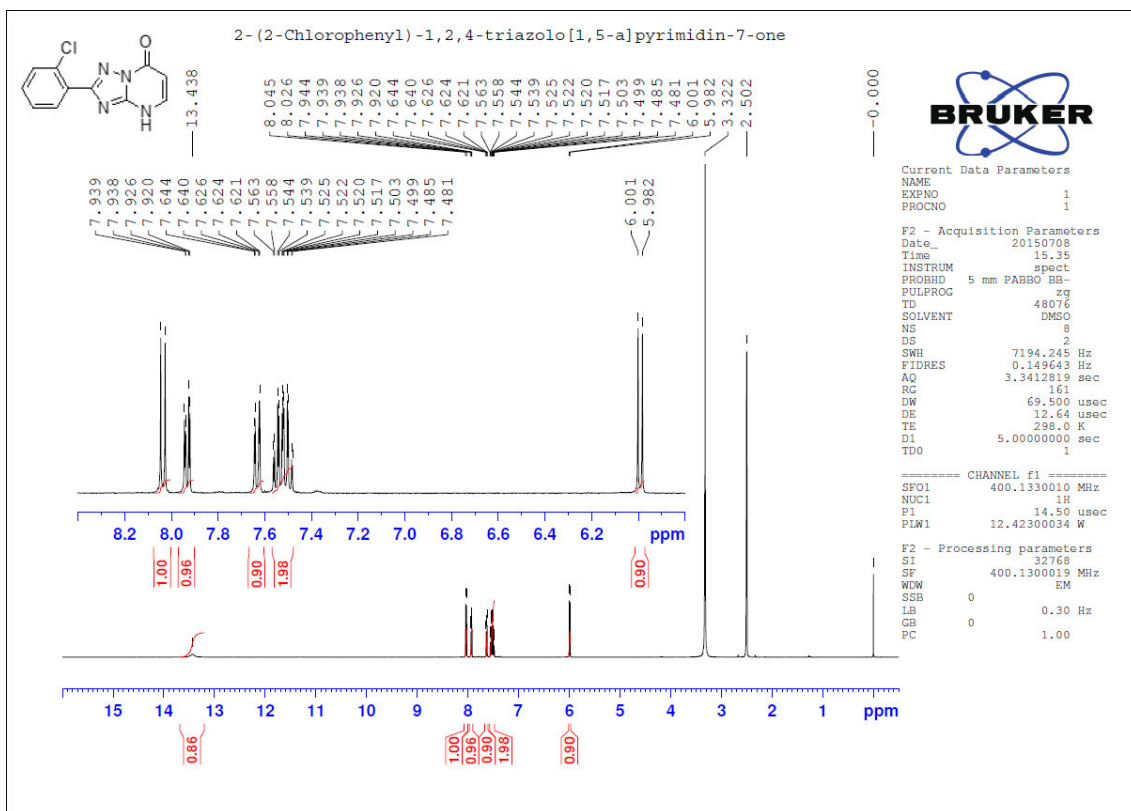 2-(2-Chlorophenyl)-1,2,4-triazolo[1,5-a]pyrimidin-7-one
O
Cl
N
N
N
N
H
13.438
8.045
8.026
7.944
7.939
7.938
7.926
7.920
7.644
7.640
7.626
7.624
7.621
7.563
7.558
7.544
7.539
7.525
7.522
7.520
7.517
7.503
7.499
7.485
7.481
6.001
5.982
3.322
2.502
-0.000
7.939
7.938
7.926
7.920
7.644
7.640
7.626
7.624
7.621
7.563
7.558
7.544
7.539
7.525
7.522
7.520
7.517
7.503
7.499
7.485
7.481
6.001
5.982
8.2 8.0 7.8 7.6 7.4 7.2 7.0 6.8 6.6 6.4 6.2 ppm
1.00 0.96 0.90 1.98 0.90
15 14 13 12 11 10 9 8 7 6 5 4 3 2 1 ppm
0.86 1.00 0.96 0.90 1.98 0.90
BRUKER
Current Data Parameters
NAME
EXPNO 1
PROCNO 1
F2 - Acquisition Parameters
Date_ 20150708
Time 15.35
INSTRUM spect
PROBHD 5 mm PABBO BB-
PULPROG zg
TD 48076
SOLVENT DMSO
NS 8
DS 2
SWH 7194.245 Hz
FIDRES 0.149643 Hz
AQ 3.3412819 sec
RG 161
DW 69.500 usec
DE 12.64 usec
TE 298.0 K
D1 5.00000000 sec
TD0 1
======== CHANNEL f1 ========
SFO1 400.1330010 MHz
NUC1 1H
P1 14.50 usec
PLW1 12.42300034 W
F2 - Processing parameters
SI 32768
SF 400.1300019 MHz
WDW EM
SSB 0
LB 0.30 Hz
GB 0
PC 1.00